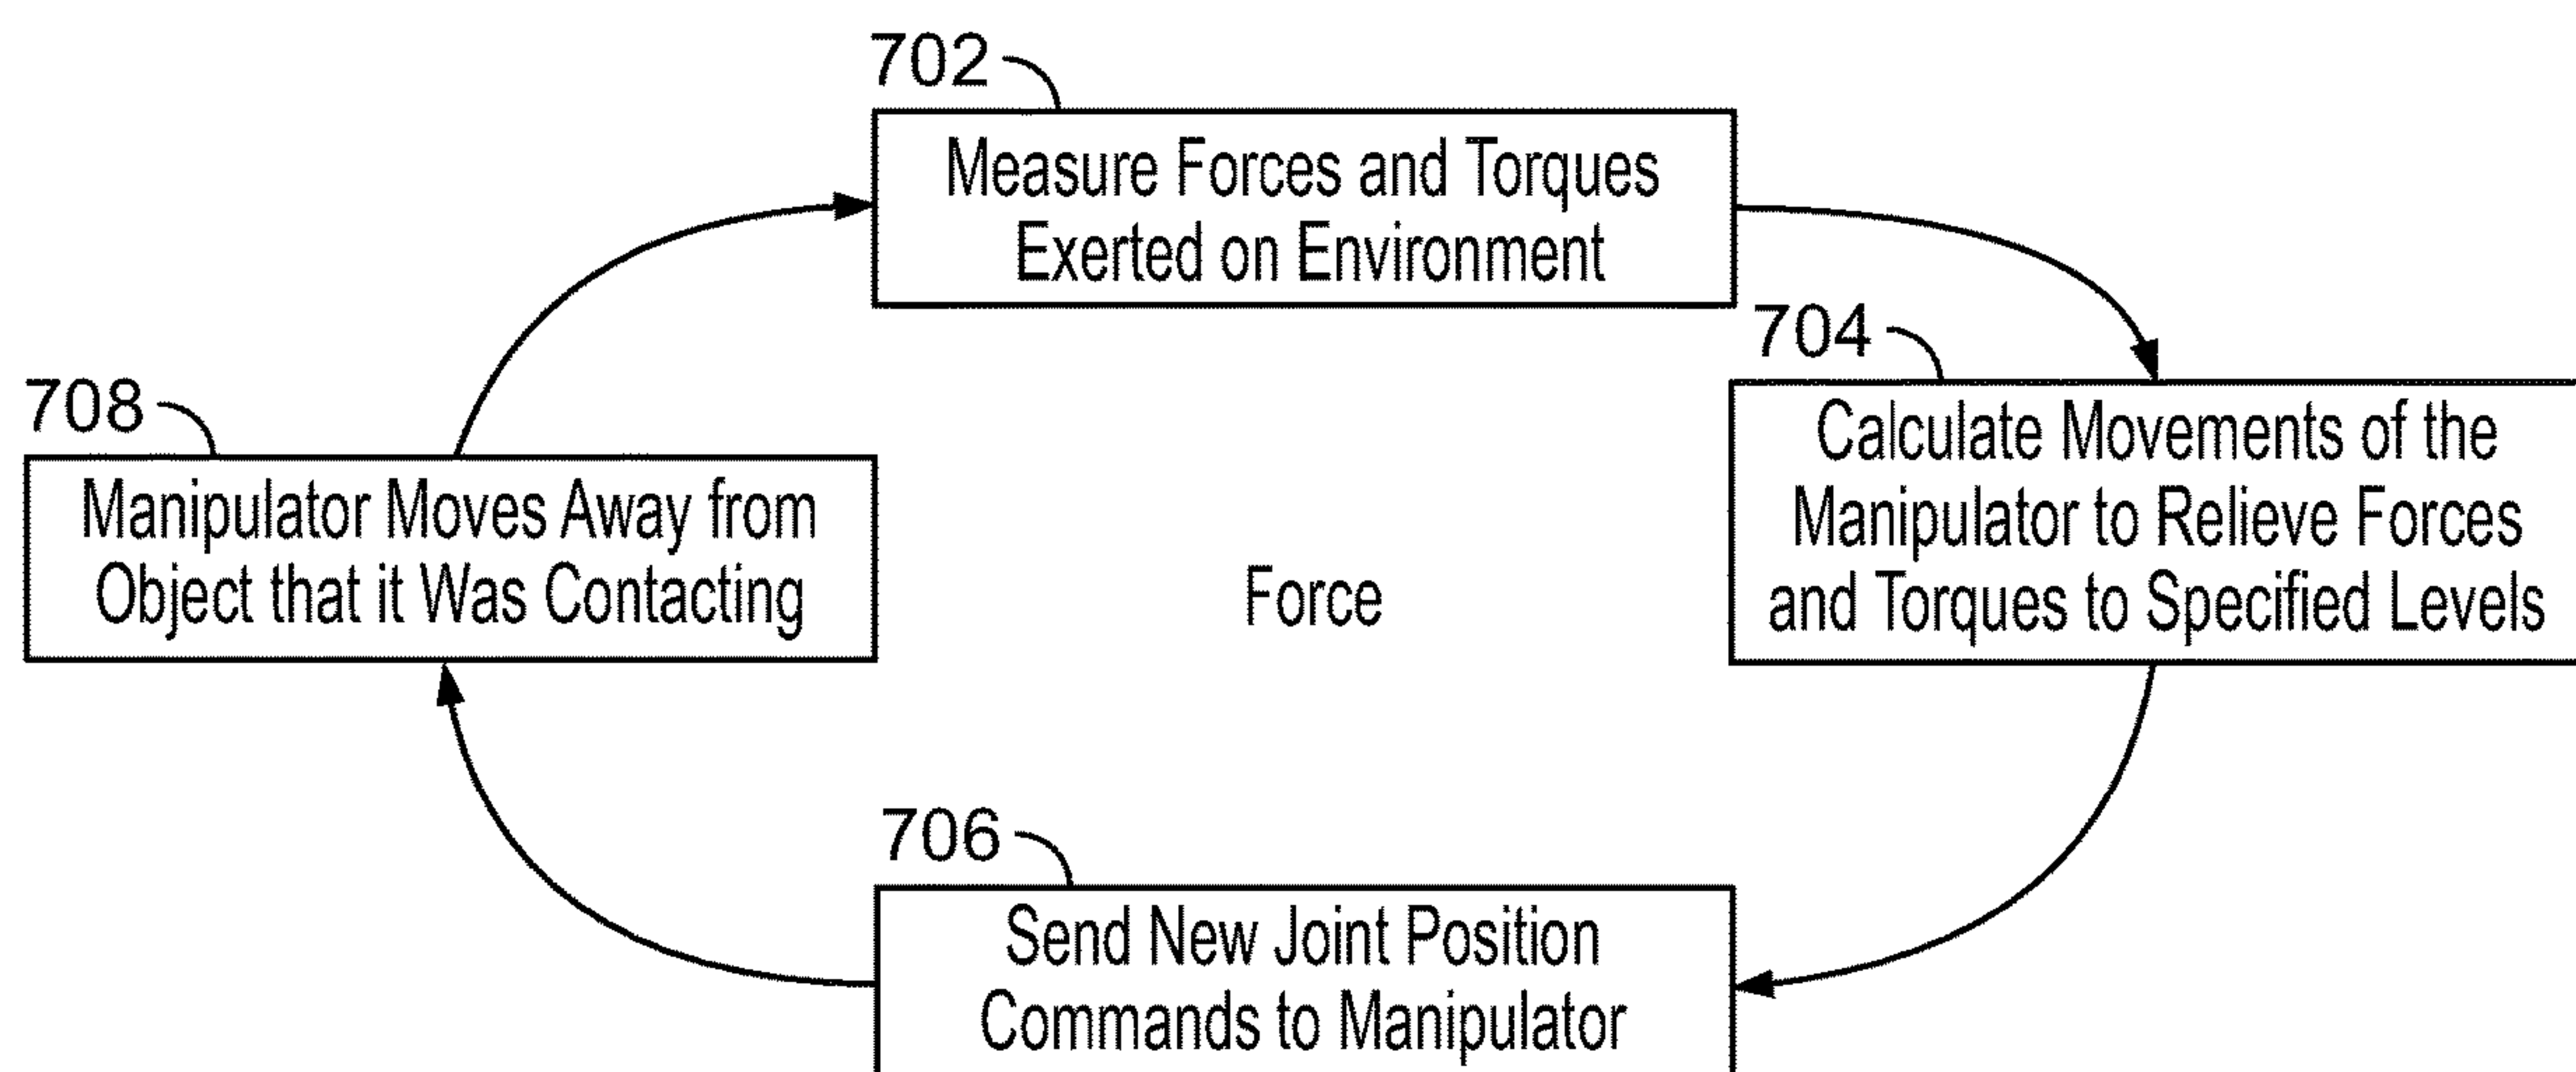 702
Measure Forces and Torques
Exerted on Environment
704
Calculate Movements of the
Manipulator to Relieve Forces
and Torques to Specified Levels
708
Manipulator Moves Away from
Object that it Was Contacting
Force
706
Send New Joint Position
Commands to Manipulator